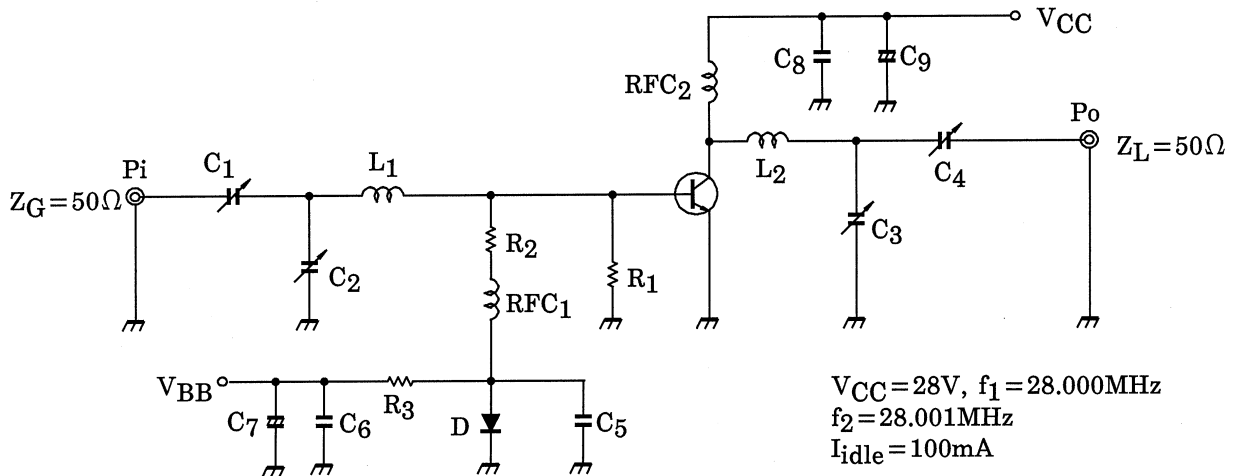 VCC
C8
C9
RFC2
Po
ZL=50Ω
L2
C4
C3
Pi
C1
L1
ZG=50Ω
C2
R2
RFC1
R1
VBB
C7
C6
R3
D
C5
VCC=28V, f1=28.000MHz
f2=28.001MHz
Iidle=100mA